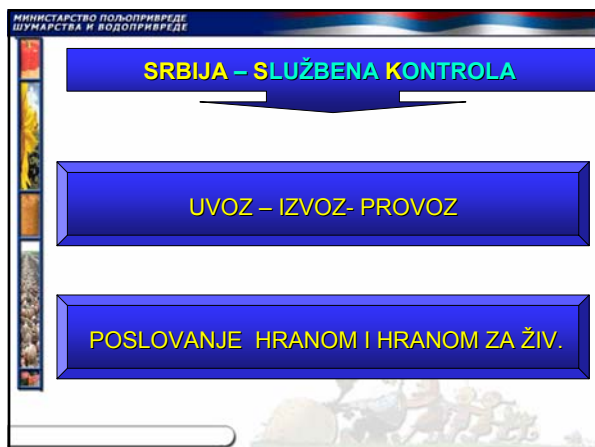 МИНИСТАРСТВО ПОЉОПРИВРЕДЕ
ШУМАРСТВА И ВОДОПРИВРЕДЕ
SRBIJA – SLUŽBENA KONTROLA
UVOZ – IZVOZ- PROVOZ
POSLOVANJE HRANOM I HRANOM ZA ŽIV.